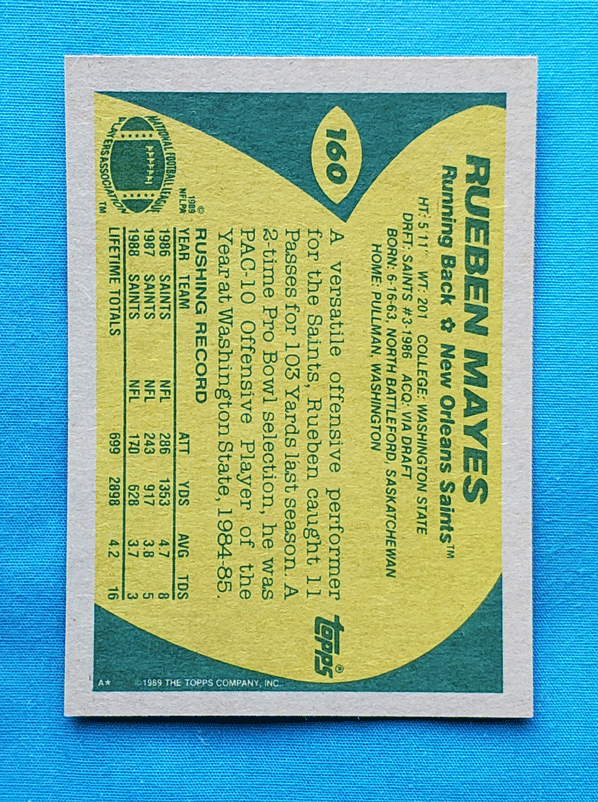 160
RUEBEN MAYES
Running Back ✿ New Orleans Saints™
HT: 5'11" WT: 201 COLLEGE: WASHINGTON STATE
DRFT: SAINTS #3-1986 ACQ: VIA DRAFT
BORN: 6-16-63, NORTH BATTLEFORD, SASKATCHEWAN
HOME: PULLMAN, WASHINGTON
A versatile offensive performer
for the Saints, Rueben caught 11
Passes for 103 Yards last season. A
2-time Pro Bowl selection, he was
PAC-10 Offensive Player of the
Year at Washington State, 1984-85.
topps®
RUSHING RECORD
YEAR TEAM ATT YDS AVG TDS
1986 SAINTS NFL 286 1353 4.7 8
1987 SAINTS NFL 243 917 3.8 5
1988 SAINTS NFL 170 628 3.7 3
LIFETIME TOTALS 699 2898 4.2 16
NATIONAL FOOTBALL LEAGUE
PLAYERS ASSOCIATION
™
©
1989
NFLPA
A★ ©1989 THE TOPPS COMPANY, INC.